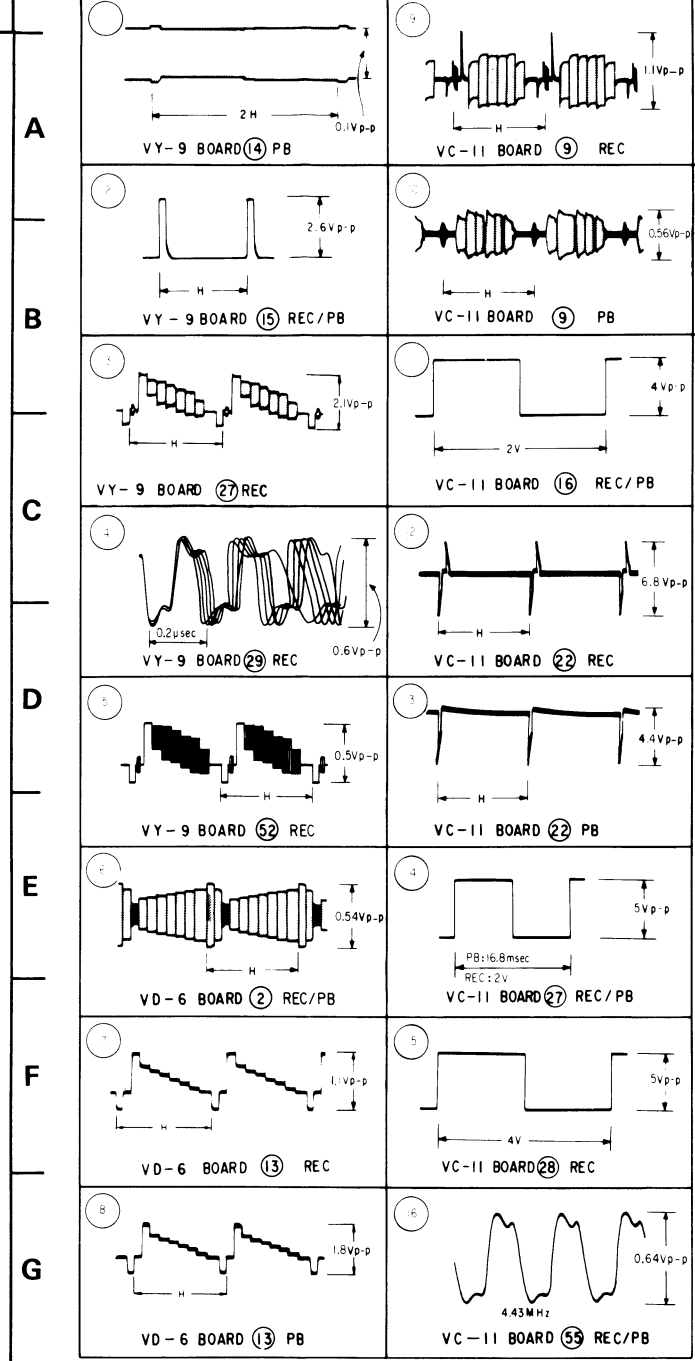 A
B
C
D
E
F
G
2H
0.1Vp-p
VY-9 BOARD 14 PB
2
2.6Vp-p
H
VY-9 BOARD 15 REC/PB
3
2.1Vp-p
H
VY-9 BOARD 27 REC
4
0.2μsec
0.6Vp-p
VY-9 BOARD 29 REC
5
0.5Vp-p
H
VY-9 BOARD 52 REC
6
0.54Vp-p
H
VD-6 BOARD 2 REC/PB
7
1.1Vp-p
H
VD-6 BOARD 13 REC
8
1.8Vp-p
H
VD-6 BOARD 13 PB
9
1.1Vp-p
H
VC-11 BOARD 9 REC
10
0.56Vp-p
H
VC-11 BOARD 9 PB
4Vp-p
2V
VC-11 BOARD 16 REC/PB
2
6.8Vp-p
H
VC-11 BOARD 22 REC
3
4.4Vp-p
H
VC-11 BOARD 22 PB
4
5Vp-p
PB:16.8msec
REC:2V
VC-11 BOARD 27 REC/PB
5
5Vp-p
4V
VC-11 BOARD 28 REC
16
0.64Vp-p
4.43MHz
VC-11 BOARD 55 REC/PB